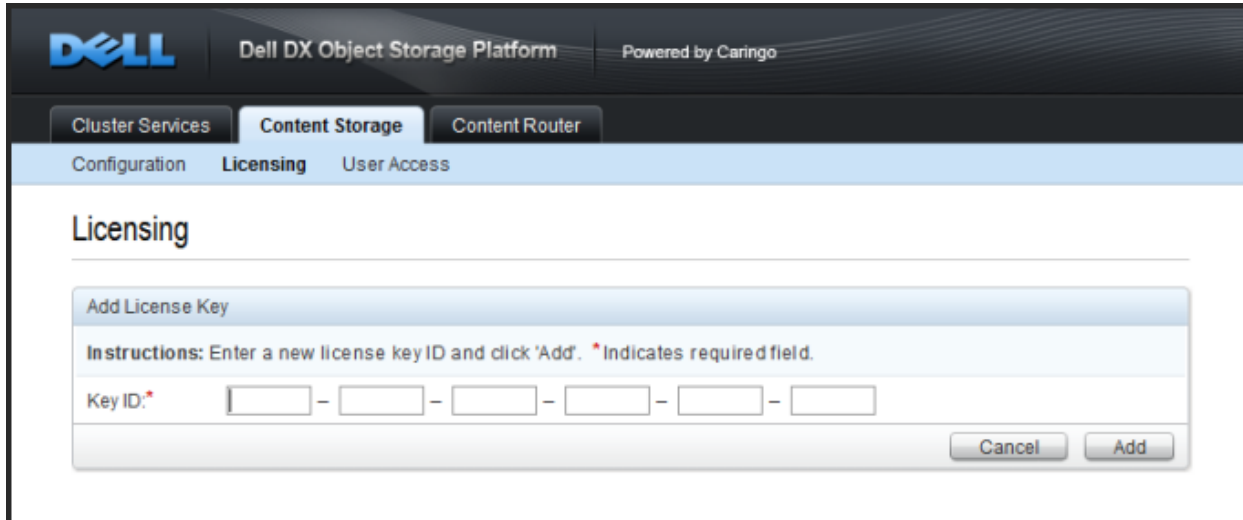 DELL Dell DX Object Storage Platform Powered by Caringo
Cluster Services Content Storage Content Router
Configuration Licensing User Access
Licensing
Add License Key
Instructions: Enter a new license key ID and click 'Add'. *Indicates required field.
Key ID:* – – – – –
Cancel Add